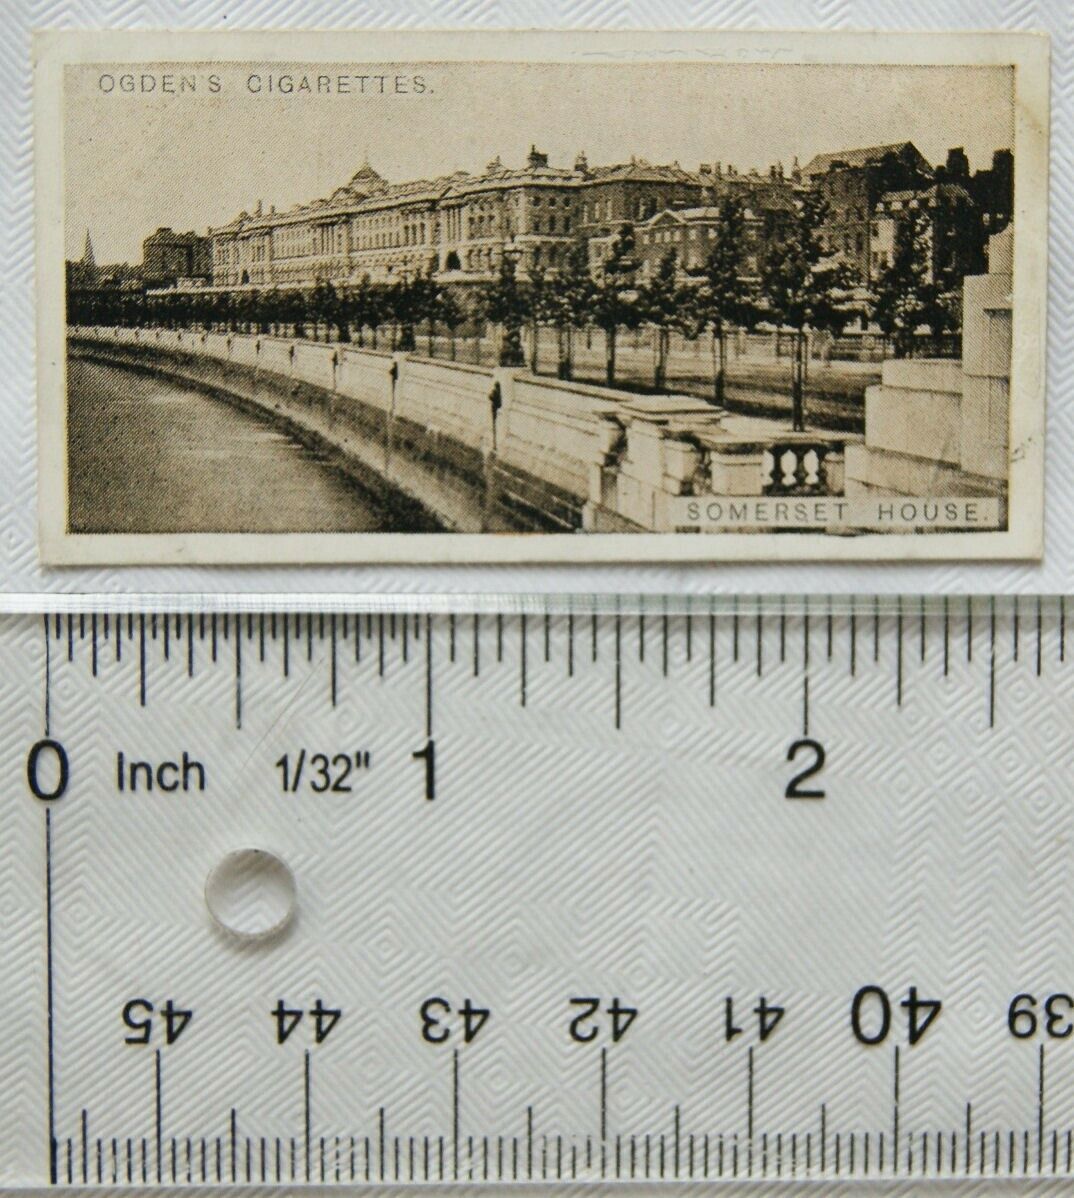 OGDEN'S CIGARETTES.
SOMERSET HOUSE.
0 Inch 1/32" 1 2
45 44 43 42 41 40 39